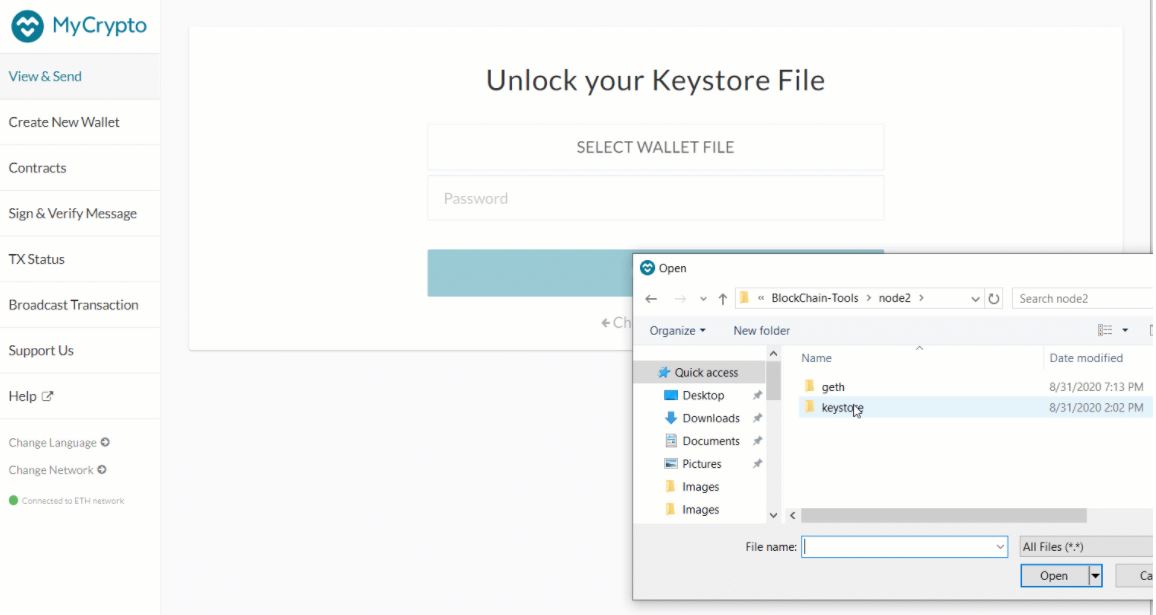 MyCrypto
View & Send
Create New Wallet
Contracts
Sign & Verify Message
TX Status
Broadcast Transaction
Support Us
Help
Change Language
Change Network
Connected to ETH network
Unlock your Keystore File
SELECT WALLET FILE
Password
Ch
Open
« BlockChain-Tools > node2 >
Search node2
Organize
New folder
Name
Date modified
Quick access
Desktop
Downloads
Documents
Pictures
Images
Images
geth 8/31/2020 7:13 PM
keystore 8/31/2020 2:02 PM
File name:
All Files (*.*)
Open
Ca